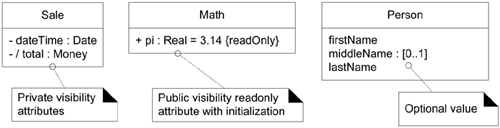 Sale
- dateTime : Date
- / total : Money
Private visibility
attributes
Math
+ pi : Real = 3.14 {readOnly}
Public visibility readonly
attribute with initialization
Person
firstName
middleName : [0..1]
lastName
Optional value